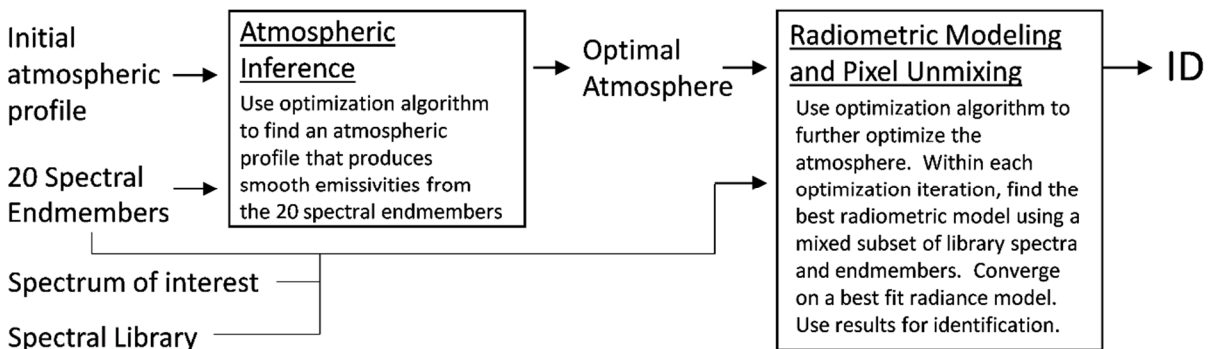 Initial
atmospheric
profile
20 Spectral
Endmembers
Spectrum of interest
Spectral Library
Atmospheric
Inference
Use optimization algorithm
to find an atmospheric
profile that produces
smooth emissivities from
the 20 spectral endmembers
Optimal
Atmosphere
Radiometric Modeling
and Pixel Unmixing
Use optimization algorithm to
further optimize the
atmosphere. Within each
optimization iteration, find the
best radiometric model using a
mixed subset of library spectra
and endmembers. Converge
on a best fit radiance model.
Use results for identification.
ID